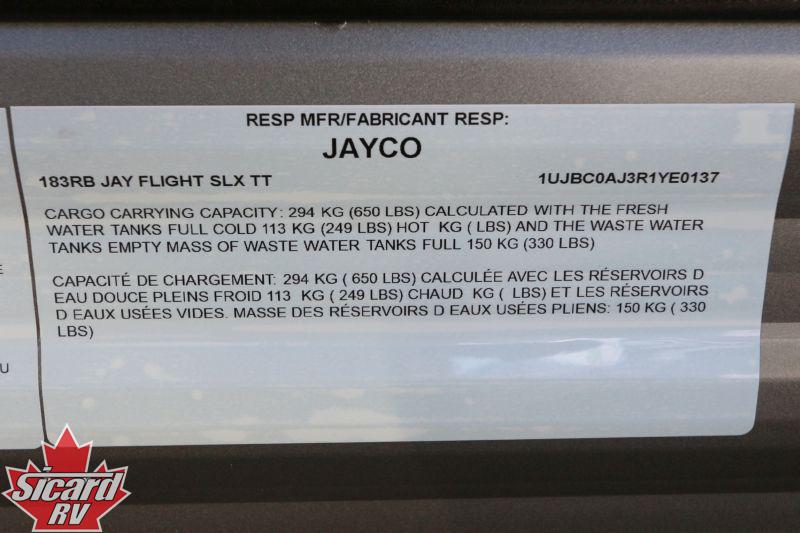 RESP MFR/FABRICANT RESP:
JAYCO
183RB JAY FLIGHT SLX TT 1UJBC0AJ3R1YE0137
CARGO CARRYING CAPACITY: 294 KG (650 LBS) CALCULATED WITH THE FRESH
WATER TANKS FULL COLD 113 KG (249 LBS) HOT KG ( LBS) AND THE WASTE WATER
TANKS EMPTY MASS OF WASTE WATER TANKS FULL 150 KG (330 LBS)
CAPACITÉ DE CHARGEMENT: 294 KG ( 650 LBS) CALCULÉE AVEC LES RÉSERVOIRS D
EAU DOUCE PLEINS FROID 113 KG ( 249 LBS) CHAUD KG ( LBS) ET LES RÉSERVOIRS
D EAUX USÉES VIDES. MASSE DES RÉSERVOIRS D EAUX USÉES PLIENS: 150 KG ( 330
LBS)
E
U
Sicard
RV